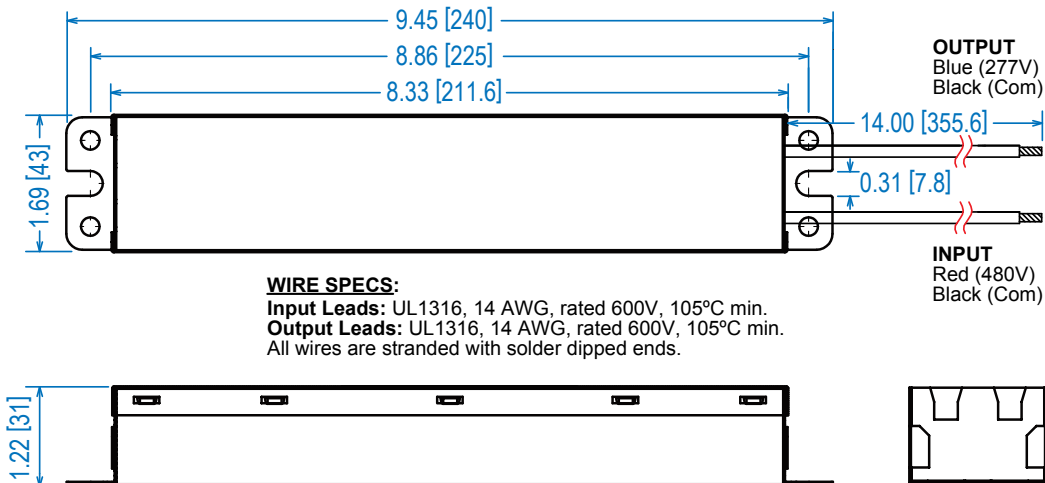 9.45 [240]
8.86 [225]
8.33 [211.6]
OUTPUT
Blue (277V)
Black (Com)
14.00 [355.6]
1.69 [43]
0.31 [7.8]
INPUT
Red (480V)
Black (Com)
WIRE SPECS:
Input Leads: UL1316, 14 AWG, rated 600V, 105ºC min.
Output Leads: UL1316, 14 AWG, rated 600V, 105ºC min.
All wires are stranded with solder dipped ends.
1.22 [31]